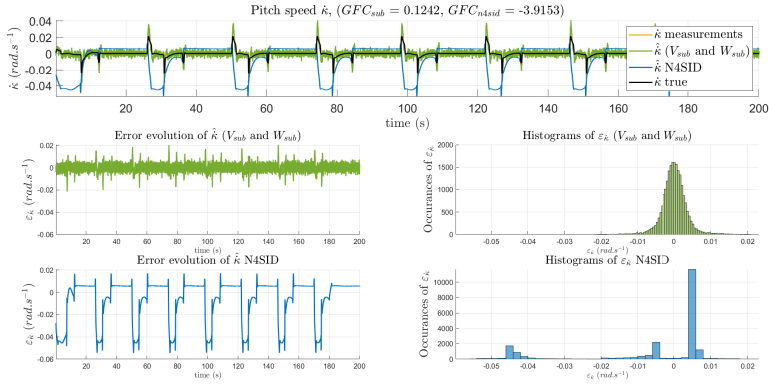 Pitch speed κ̇, (GFC_sub = 0.1242, GFC_n4sid = -3.9153)
κ̇ (rad.s⁻¹)
0.04
0.02
0
-0.02
-0.04
κ̇ measurements
κ̇̂ (V_sub and W_sub)
κ̇̂ N4SID
κ̇ true
20 40 60 80 100 120 140 160 180 200
time (s)
Error evolution of κ̇̂ (V_sub and W_sub)
ε_κ̇ (rad.s⁻¹)
0.02
0
-0.02
-0.04
-0.06
20 40 60 80 100 120 140 160 180 200
time (s)
Histograms of ε_κ̇ (V_sub and W_sub)
Occurances of ε_κ̇
2000
1500
1000
500
0
-0.05 -0.04 -0.03 -0.02 -0.01 0 0.01 0.02
ε_κ̇ (rad.s⁻¹)
Error evolution of κ̇̂ N4SID
ε_κ̇ (rad.s⁻¹)
0.02
0
-0.02
-0.04
-0.06
20 40 60 80 100 120 140 160 180 200
time (s)
Histograms of ε_κ̇ N4SID
Occurances of ε_κ̇
10000
8000
6000
4000
2000
0
-0.05 -0.04 -0.03 -0.02 -0.01 0 0.01 0.02
ε_κ̇ (rad.s⁻¹)